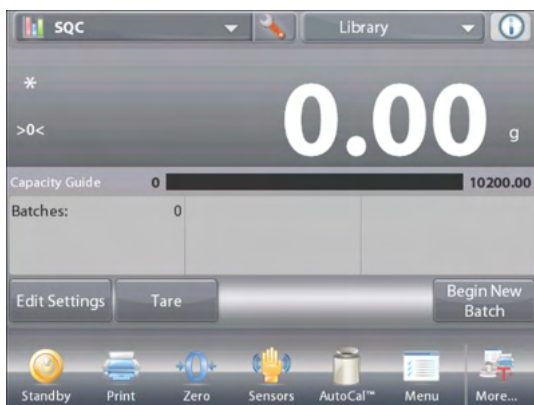 SQC Library
*
>0<
0.00 g
Capacity Guide 0 10200.00
Batches: 0
Edit Settings Tare Begin New
Batch
Standby Print Zero Sensors AutoCal™ Menu More...